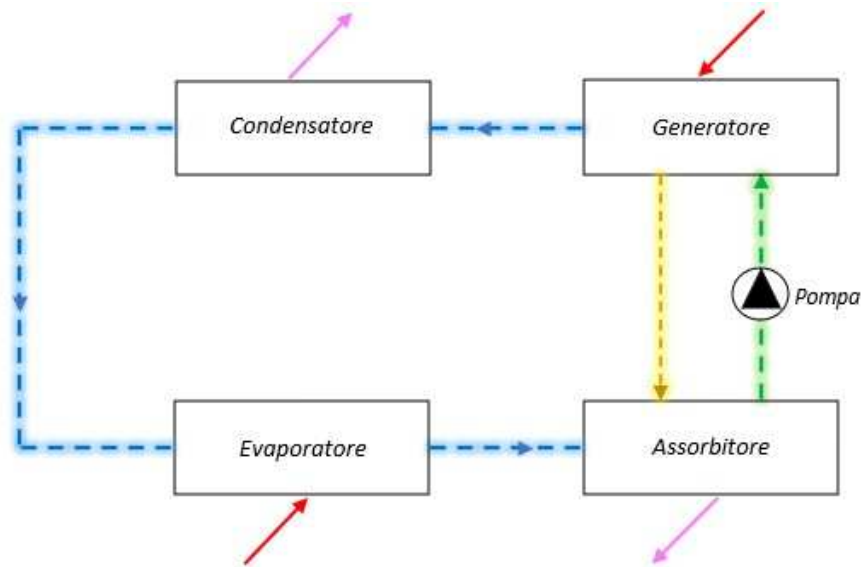 Condensatore
Generatore
Pompa
Evaporatore
Assorbitore